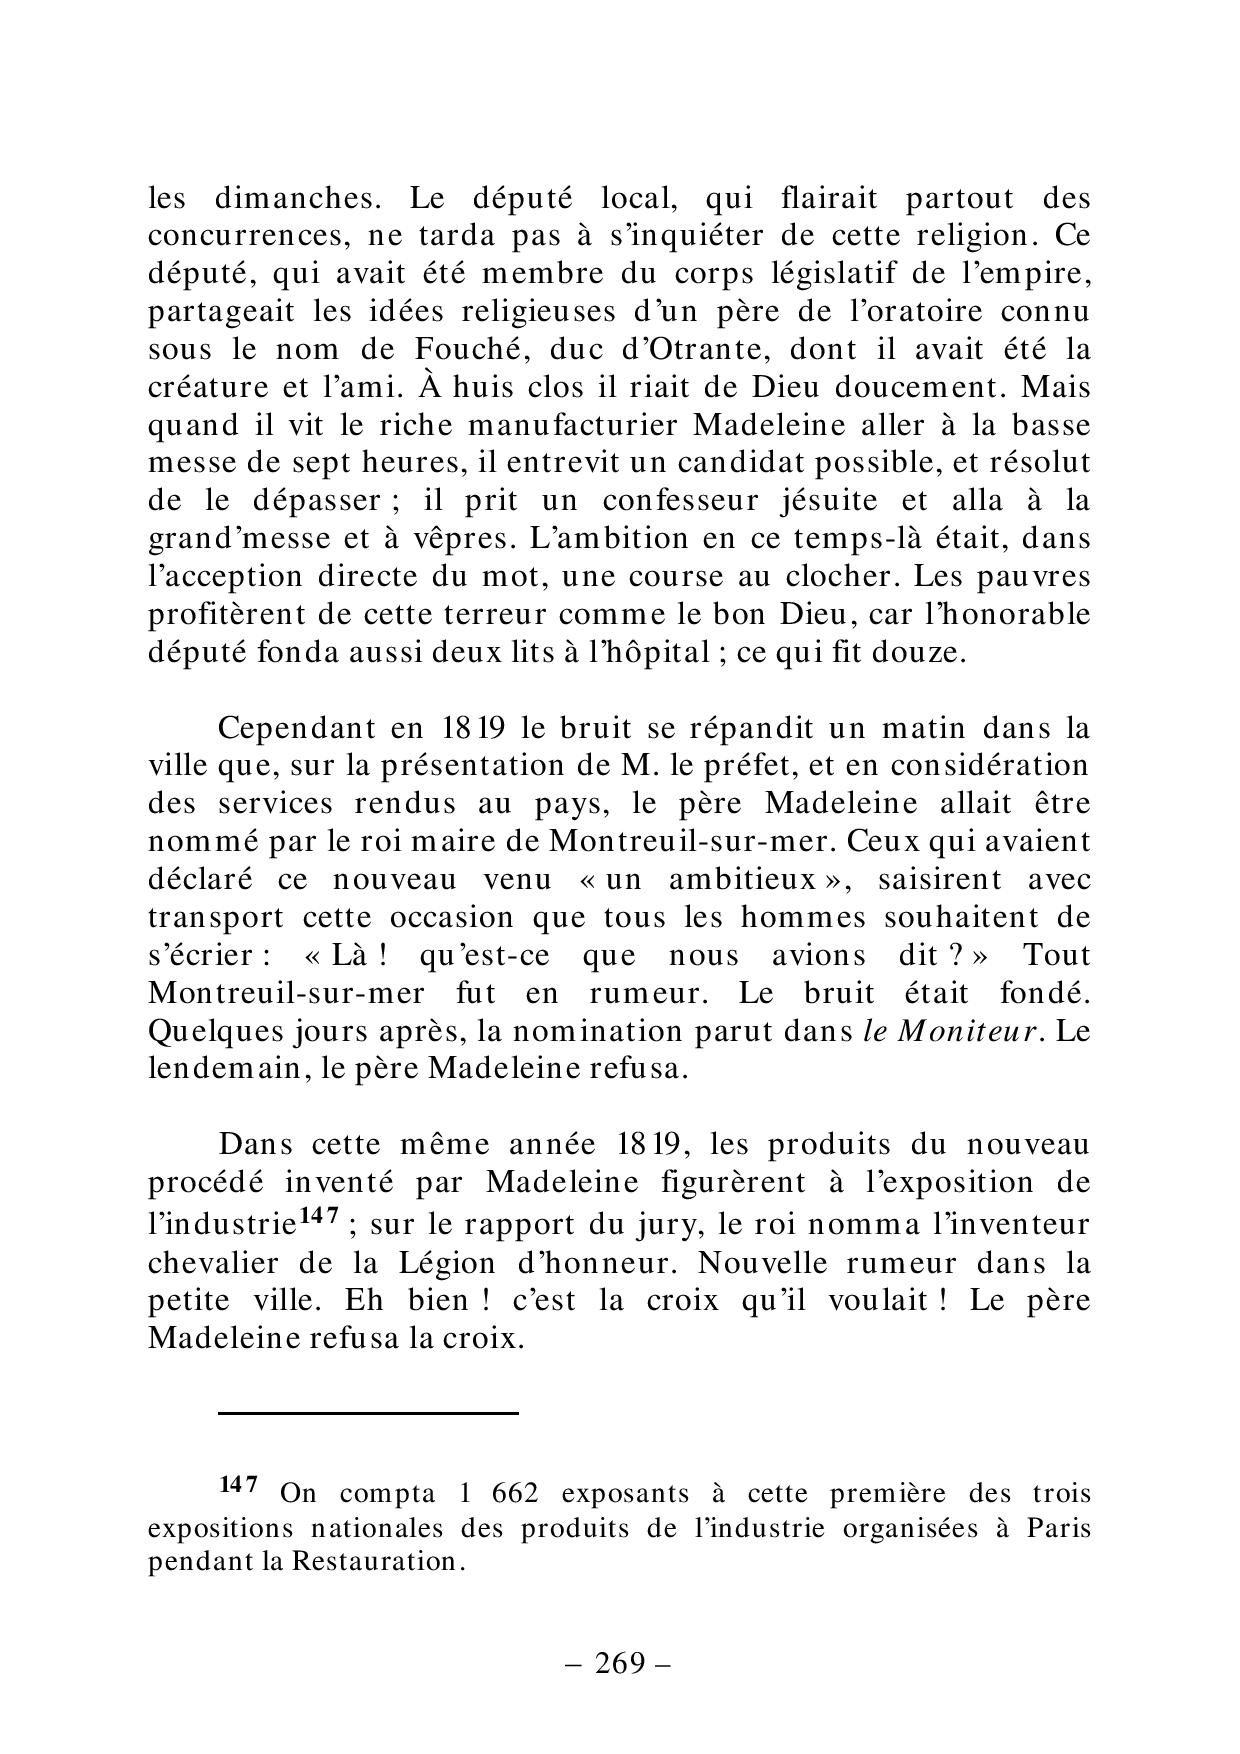 les dimanches. Le député local, qui flairait partout des
concurrences, ne tarda pas à s’inquiéter de cette religion. Ce
député, qui avait été membre du corps législatif de l’empire,
partageait les idées religieuses d’un père de l’oratoire connu
sous le nom de Fouché, duc d’Otrante, dont il avait été la
créature et l’ami. À huis clos il riait de Dieu doucement. Mais
quand il vit le riche manufacturier Madeleine aller à la basse
messe de sept heures, il entrevit un candidat possible, et résolut
de le dépasser ; il prit un confesseur jésuite et alla à la
grand’messe et à vêpres. L’ambition en ce temps-là était, dans
l’acception directe du mot, une course au clocher. Les pauvres
profitèrent de cette terreur comme le bon Dieu, car l’honorable
député fonda aussi deux lits à l’hôpital ; ce qui fit douze.
Cependant en 1819 le bruit se répandit un matin dans la
ville que, sur la présentation de M. le préfet, et en considération
des services rendus au pays, le père Madeleine allait être
nommé par le roi maire de Montreuil-sur-mer. Ceux qui avaient
déclaré ce nouveau venu « un ambitieux », saisirent avec
transport cette occasion que tous les hommes souhaitent de
s’écrier : « Là ! qu’est-ce que nous avions dit ? » Tout
Montreuil-sur-mer fut en rumeur. Le bruit était fondé.
Quelques jours après, la nomination parut dans le Moniteur. Le
lendemain, le père Madeleine refusa.
Dans cette même année 1819, les produits du nouveau
procédé inventé par Madeleine figurèrent à l’exposition de
l’industrie147 ; sur le rapport du jury, le roi nomma l’inventeur
chevalier de la Légion d’honneur. Nouvelle rumeur dans la
petite ville. Eh bien ! c’est la croix qu’il voulait ! Le père
Madeleine refusa la croix.
147 On compta 1 662 exposants à cette première des trois
expositions nationales des produits de l’industrie organisées à Paris
pendant la Restauration.
– 269 –